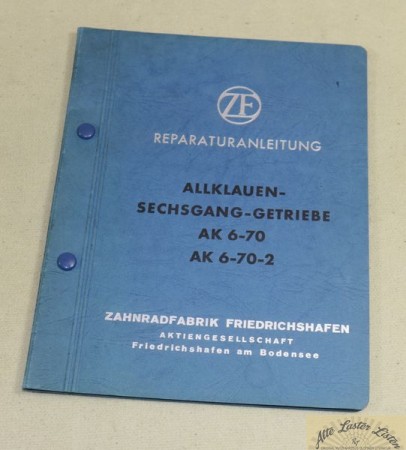 ZF
REPARATURANLEITUNG
ALLKLAUEN-
SECHSGANG-GETRIEBE
AK 6-70
AK 6-70-2
ZAHNRADFABRIK FRIEDRICHSHAFEN
AKTIENGESELLSCHAFT
Friedrichshafen am Bodensee
Alte Laster Listen